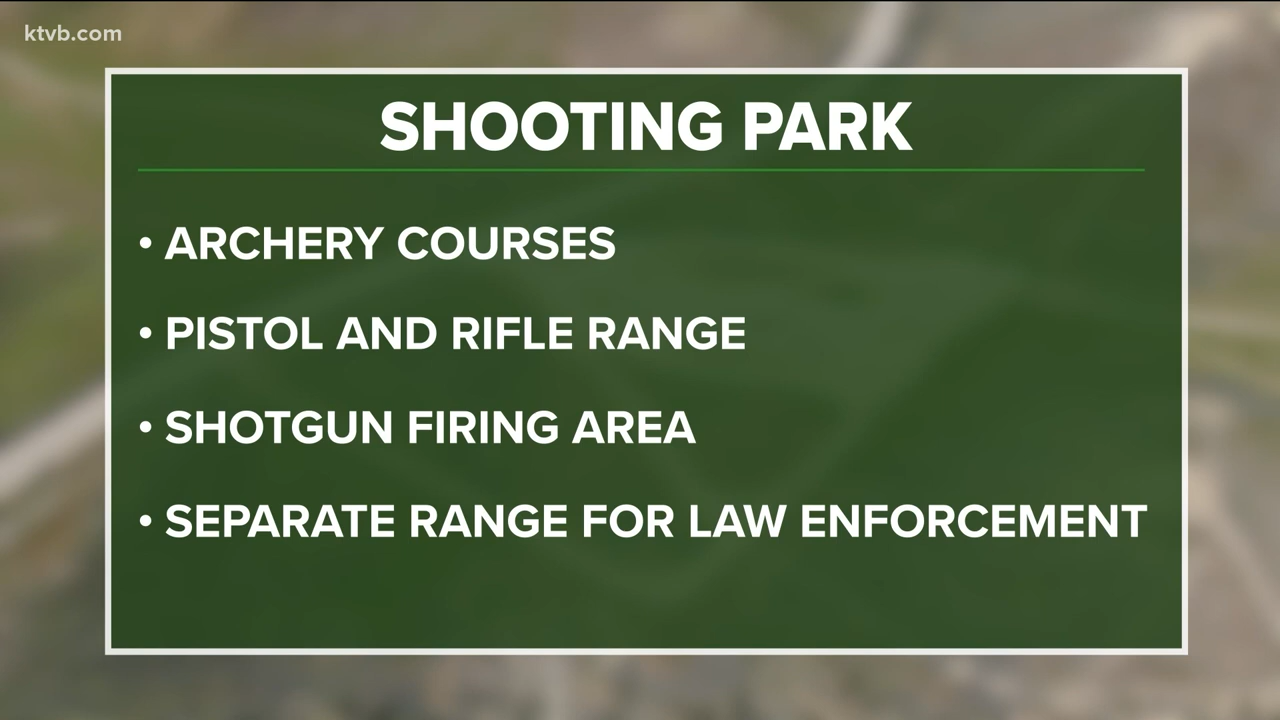 ktvb.com
SHOOTING PARK
• ARCHERY COURSES
• PISTOL AND RIFLE RANGE
• SHOTGUN FIRING AREA
• SEPARATE RANGE FOR LAW ENFORCEMENT